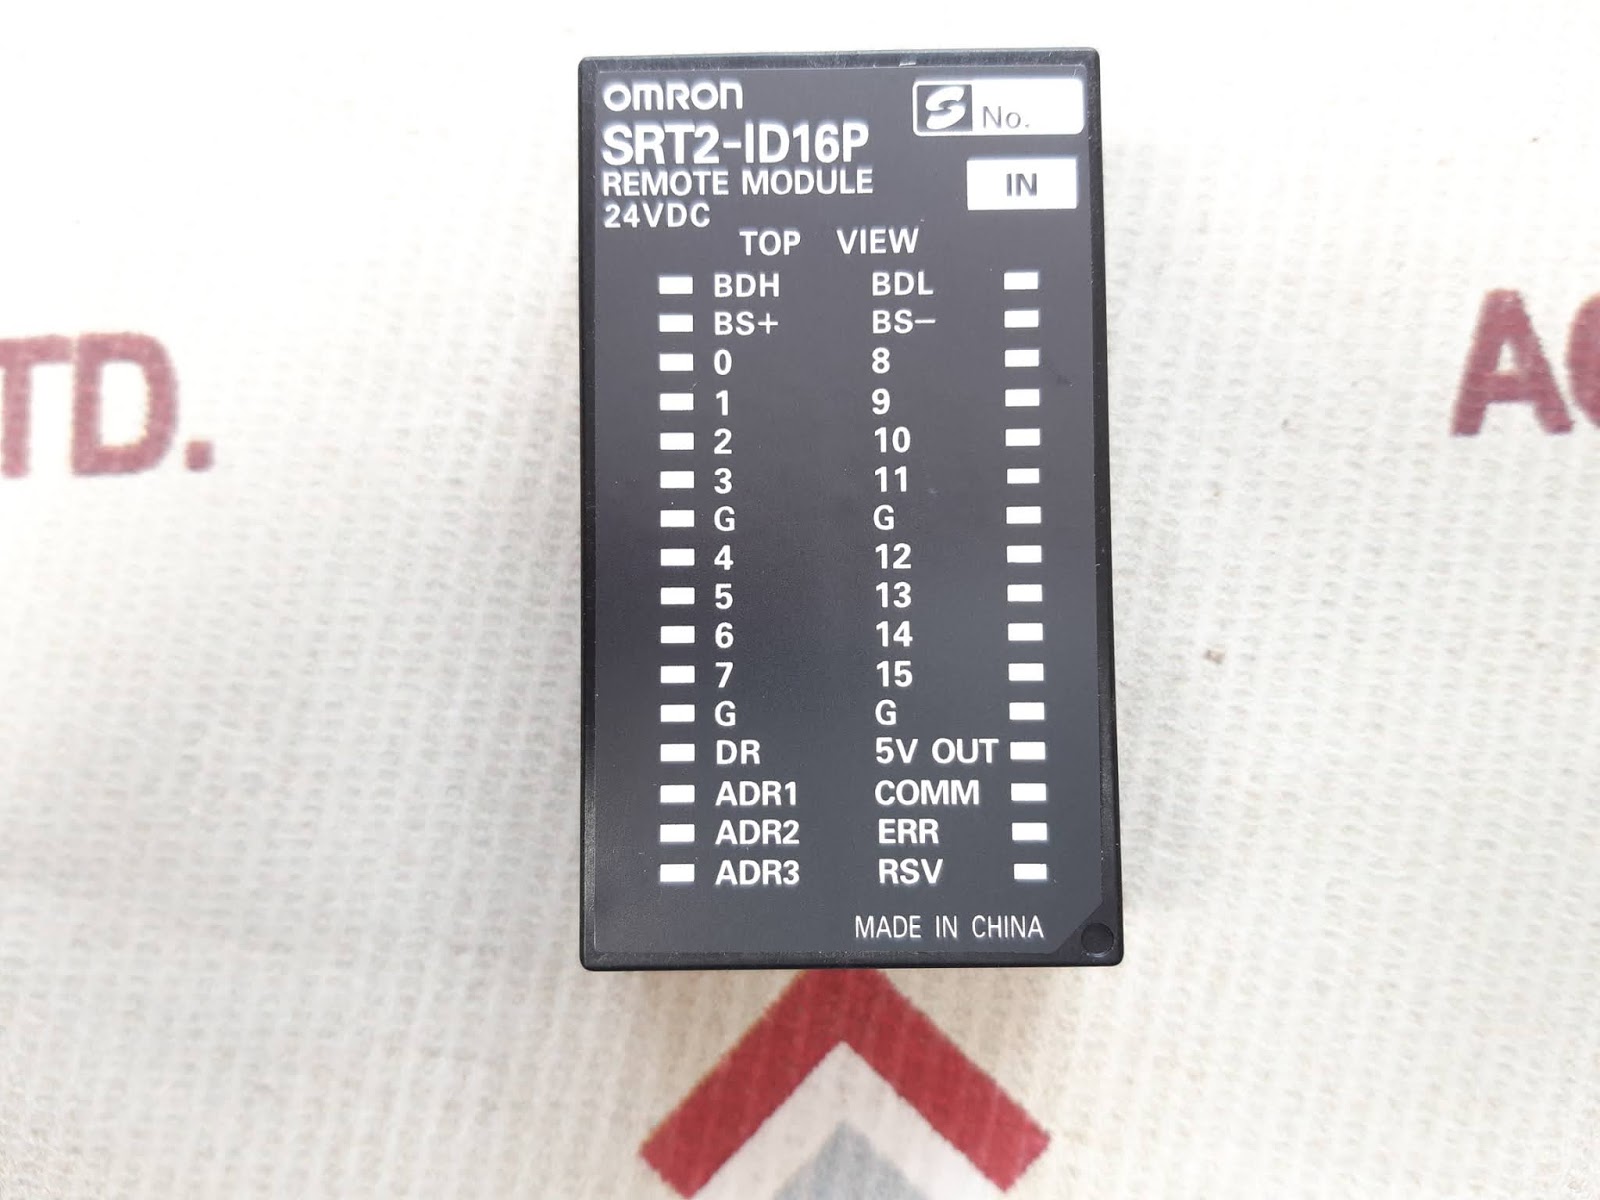 OMRON
S No.
SRT2-ID16P
REMOTE MODULE
IN
24VDC
TOP VIEW
BDH BDL
BS+ BS−
0 8
1 9
2 10
3 11
G G
4 12
5 13
6 14
7 15
G G
DR 5V OUT
ADR1 COMM
ADR2 ERR
ADR3 RSV
MADE IN CHINA
TD.